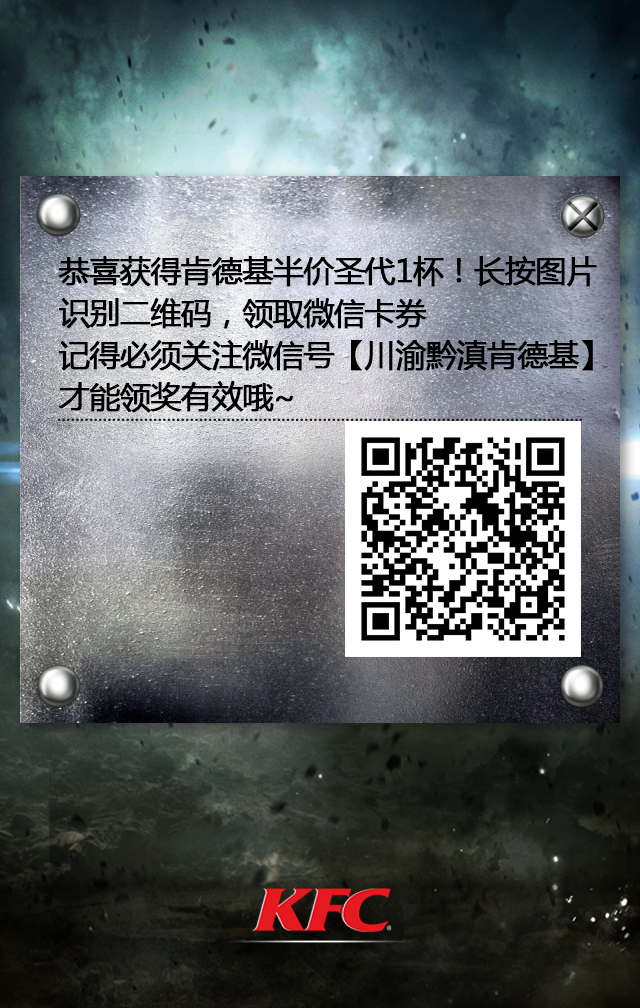 恭喜获得肯德基半价圣代1杯！长按图片
识别二维码，领取微信卡券
记得必须关注微信号【川渝黔滇肯德基】
才能领奖有效哦~
KFC